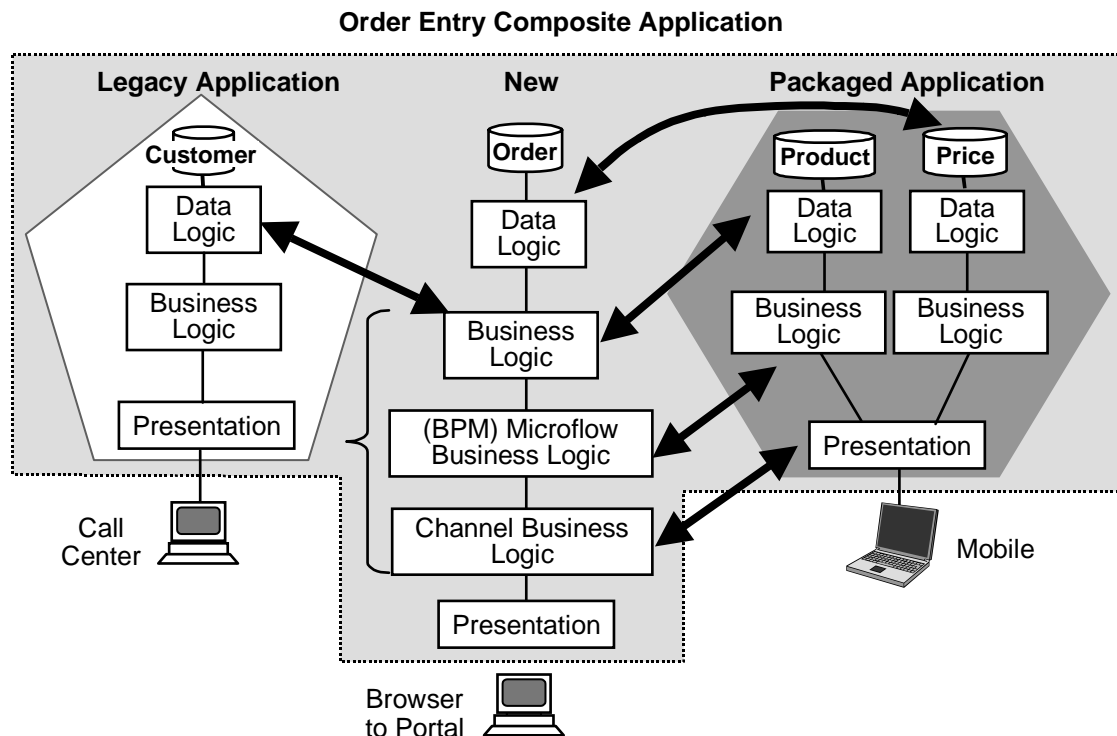 Order Entry Composite Application
Legacy Application
New
Packaged Application
Customer
Order
Product
Price
Data
Logic
Data
Logic
Data
Logic
Data
Logic
Business
Logic
Business
Logic
Business
Logic
Business
Logic
Presentation
(BPM) Microflow
Business Logic
Presentation
Call
Center
Channel Business
Logic
Mobile
Presentation
Browser
to Portal